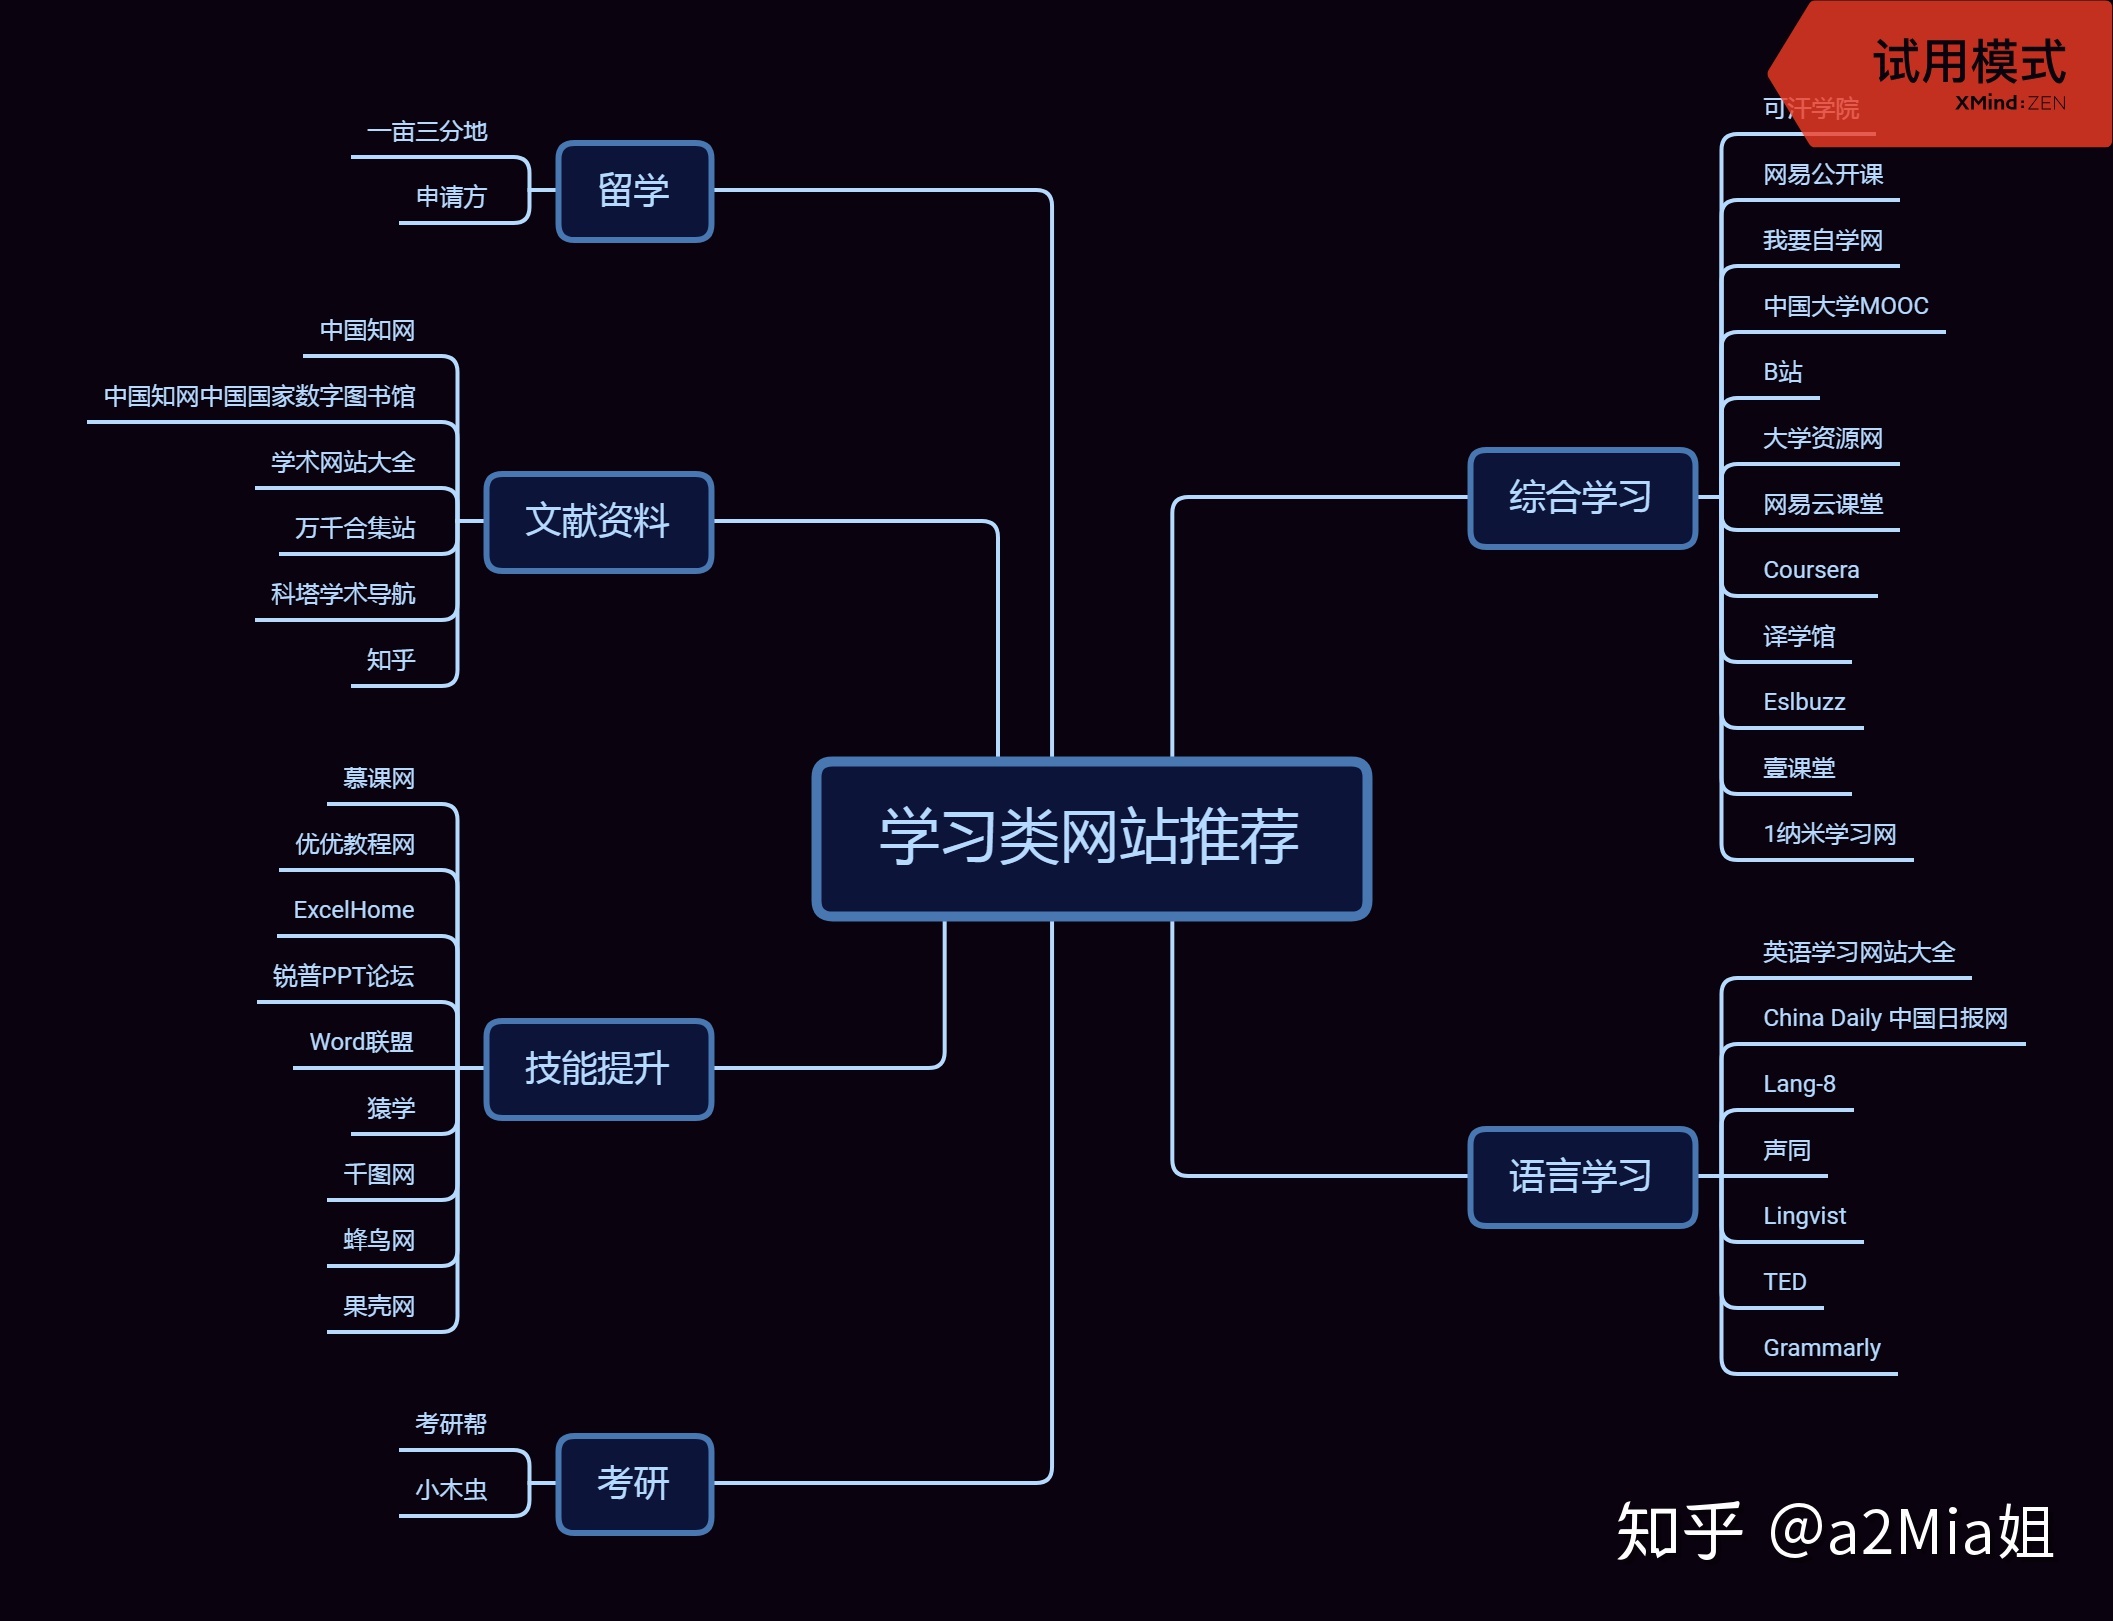 试用模式
XMind:ZEN
学习类网站推荐
综合学习
可汗学院
网易公开课
我要自学网
中国大学MOOC
B站
大学资源网
网易云课堂
Coursera
译学馆
Eslbuzz
壹课堂
1纳米学习网
语言学习
英语学习网站大全
China Daily 中国日报网
Lang-8
声同
Lingvist
TED
Grammarly
留学
一亩三分地
申请方
文献资料
中国知网
中国知网中国国家数字图书馆
学术网站大全
万千合集站
科塔学术导航
知乎
技能提升
慕课网
优优教程网
ExcelHome
锐普PPT论坛
Word联盟
猿学
千图网
蜂鸟网
果壳网
考研
考研帮
小木虫
知乎 @a2Mia姐